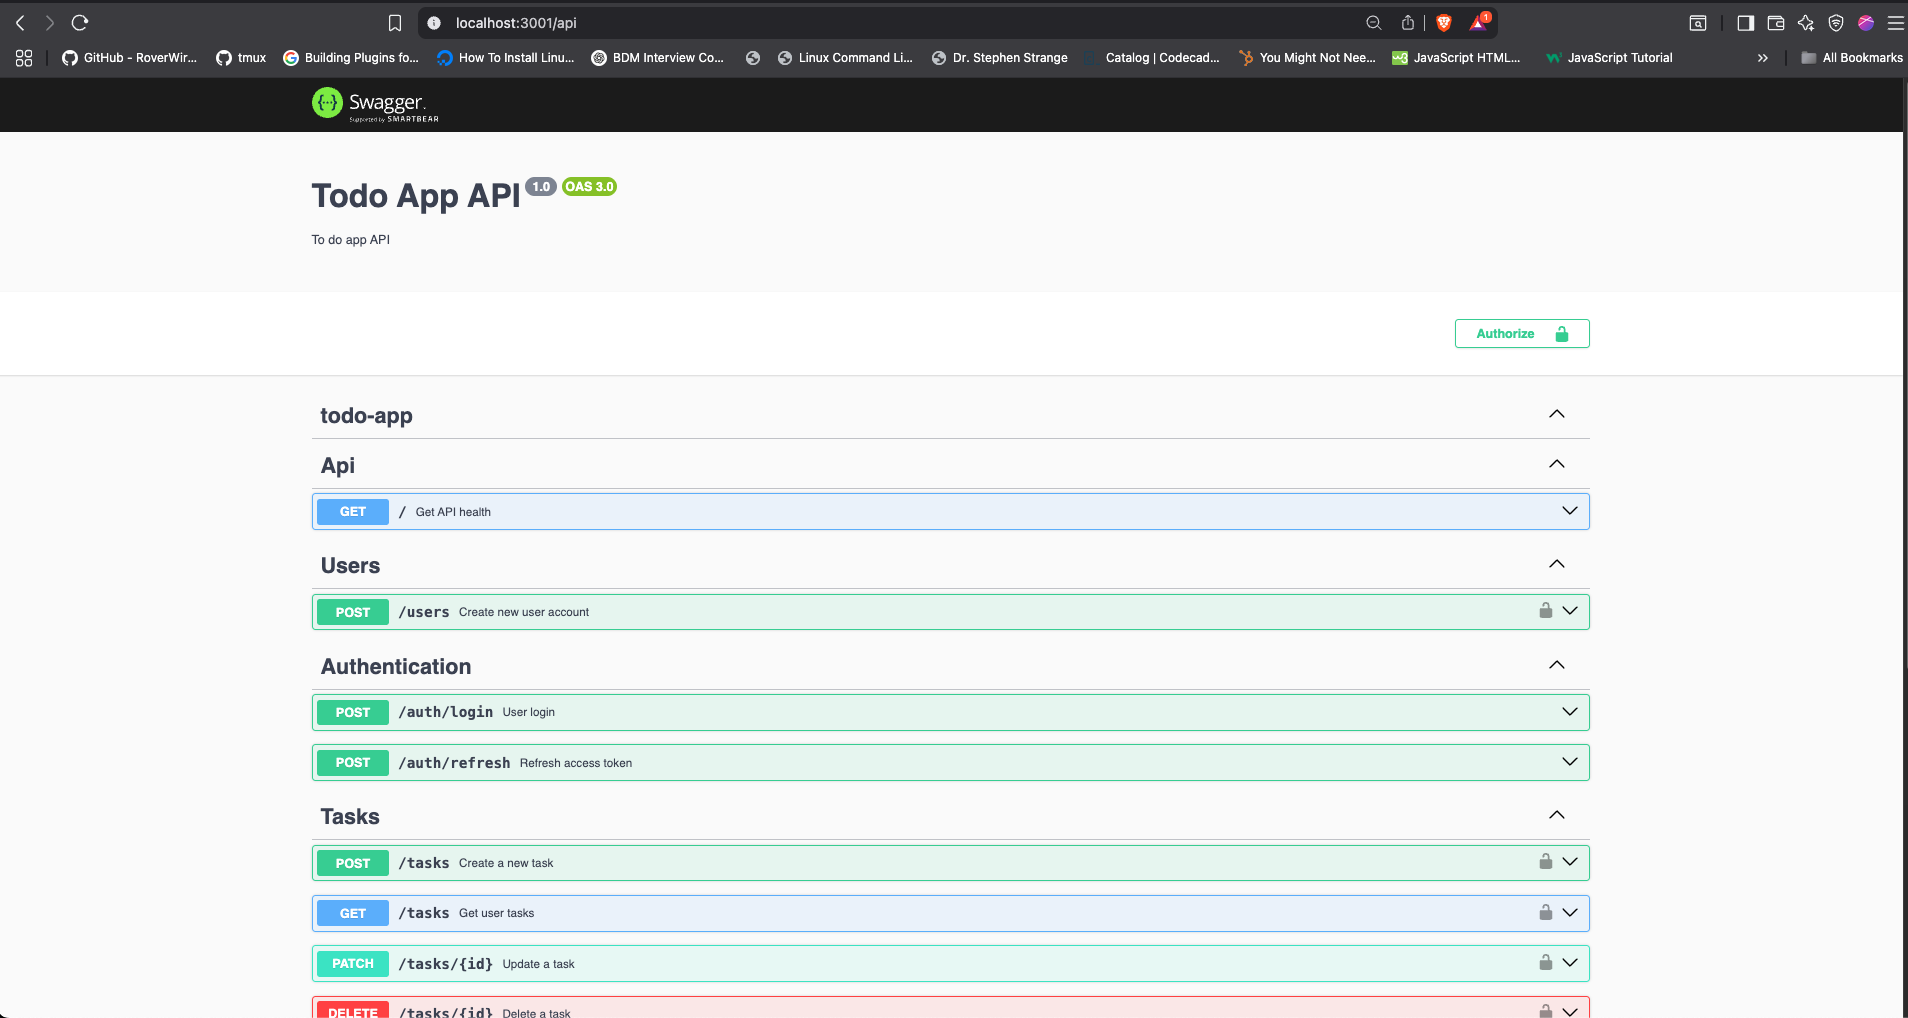 localhost:3001/api
1
GitHub - RoverWir...
tmux
Building Plugins fo...
How To Install Linu...
BDM Interview Co...
Linux Command Li...
Dr. Stephen Strange
Catalog | Codecad...
You Might Not Nee...
JavaScript HTML...
JavaScript Tutorial
»
All Bookmarks
{···} Swagger.
Supported by SMARTBEAR
Todo App API 1.0 OAS 3.0
To do app API
Authorize
todo-app
Api
GET / Get API health
Users
POST /users Create new user account
Authentication
POST /auth/login User login
POST /auth/refresh Refresh access token
Tasks
POST /tasks Create a new task
GET /tasks Get user tasks
PATCH /tasks/{id} Update a task
DELETE /tasks/{id} Delete a task